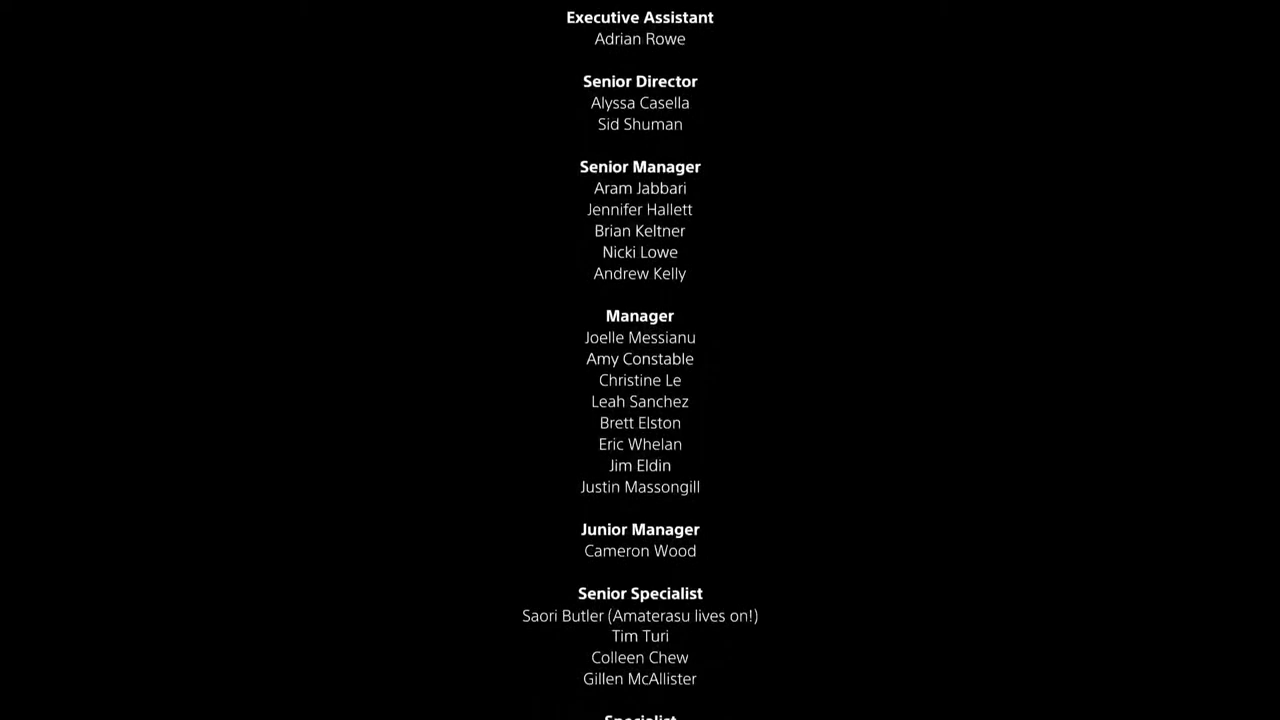 Executive Assistant
Adrian Rowe
Senior Director
Alyssa Casella
Sid Shuman
Senior Manager
Aram Jabbari
Jennifer Hallett
Brian Keltner
Nicki Lowe
Andrew Kelly
Manager
Joelle Messianu
Amy Constable
Christine Le
Leah Sanchez
Brett Elston
Eric Whelan
Jim Eldin
Justin Massongill
Junior Manager
Cameron Wood
Senior Specialist
Saori Butler (Amaterasu lives on!)
Tim Turi
Colleen Chew
Gillen McAllister
Specialist